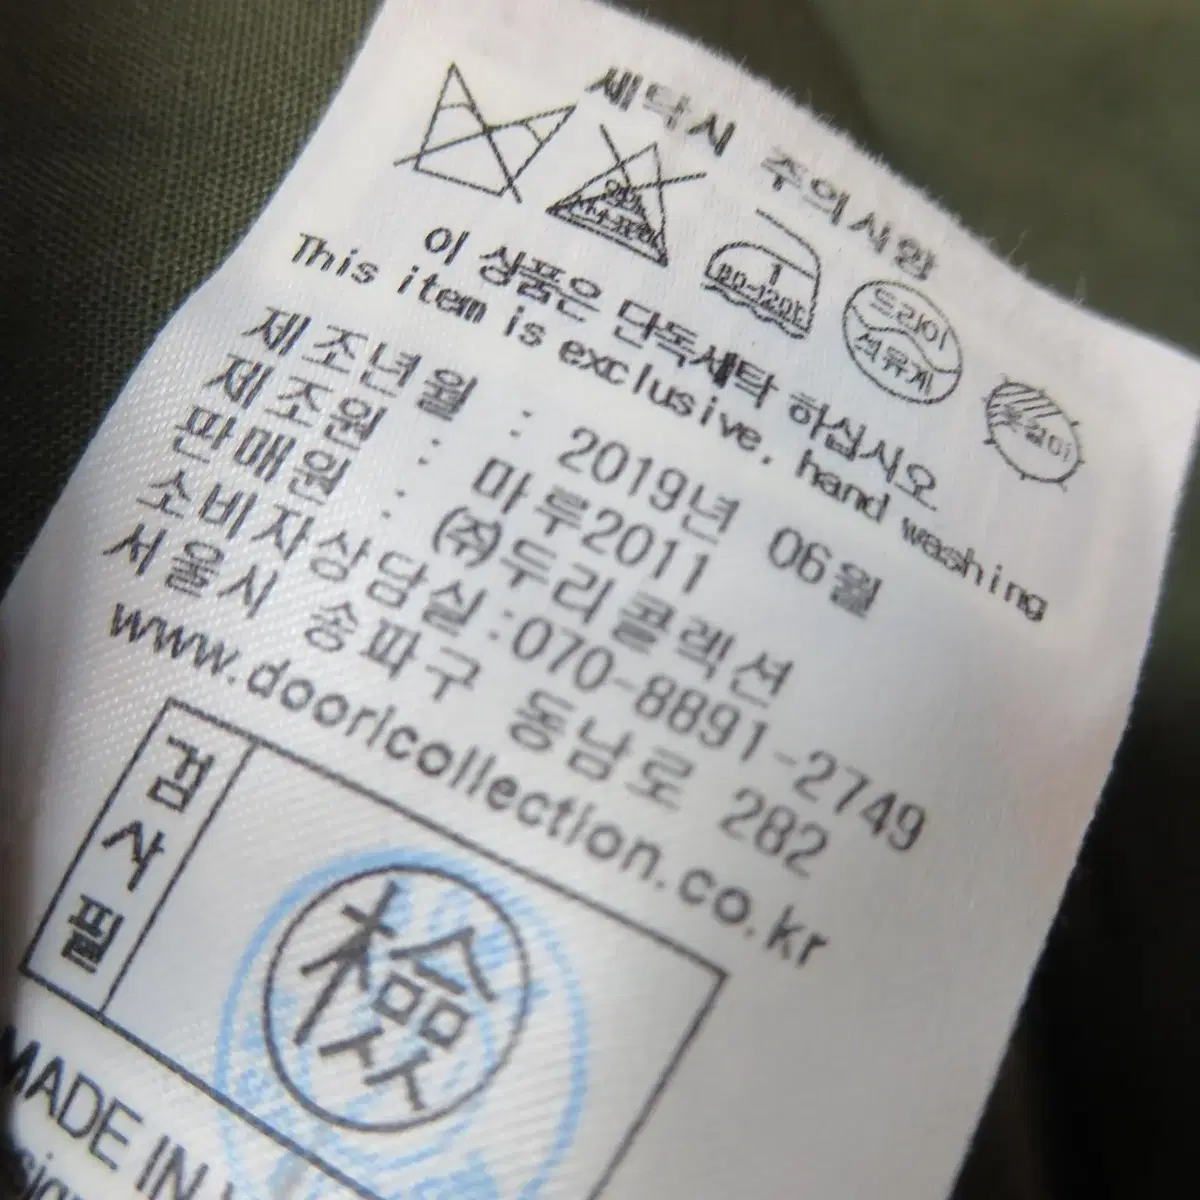 세탁시 주의사항
1
80-120℃
드라이
석유계
옷걸이
이 상품은 단독세탁 하십시오
This item is exclusive, hand washing
제조년월 : 2019년 06월
제조원 : 마루2011
판매원 : (주)두리콜렉션
소비자상담실:070-8891-2749
서울시 송파구 동남로 282
www.dooricollection.co.kr
검사필
檢
MADE IN